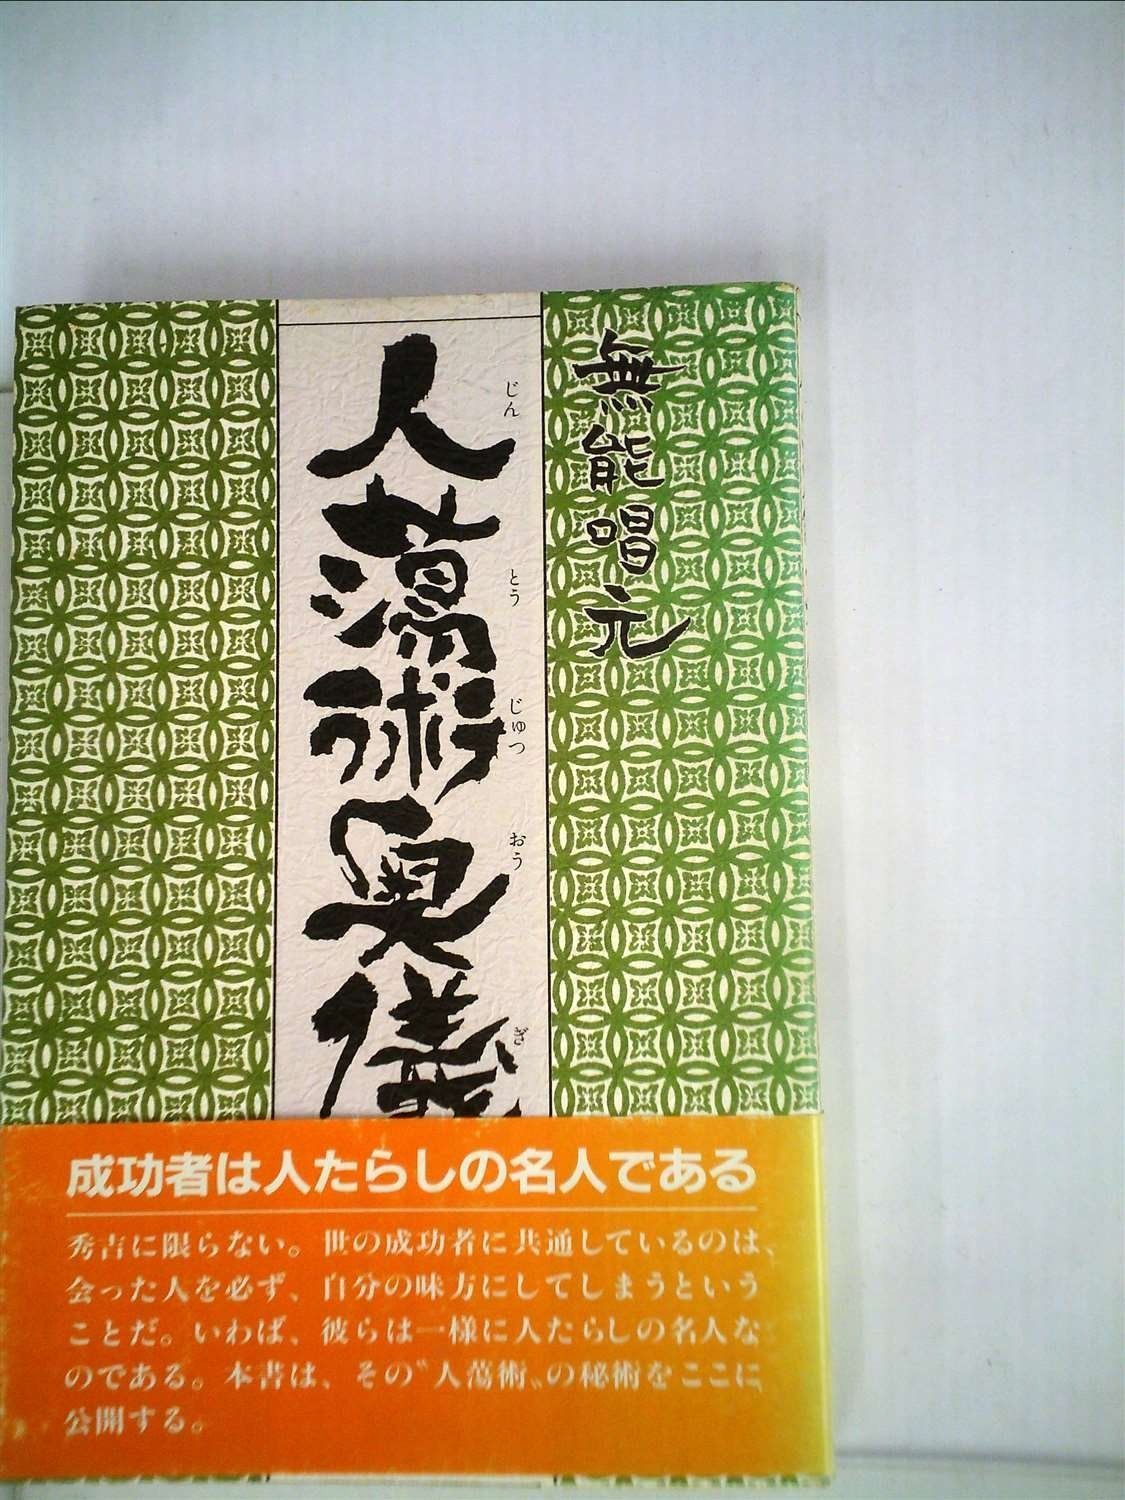 無能唱元
人蕩術奥儀
じん
とう
じゅつ
おう
ぎ
成功者は人たらしの名人である
秀吉に限らない。世の成功者に共通しているのは、
会った人を必ず、自分の味方にしてしまうという
ことだ。いわば、彼らは一様に人たらしの名人な
のである。本書は、その〝人蕩術〟の秘術をここに
公開する。